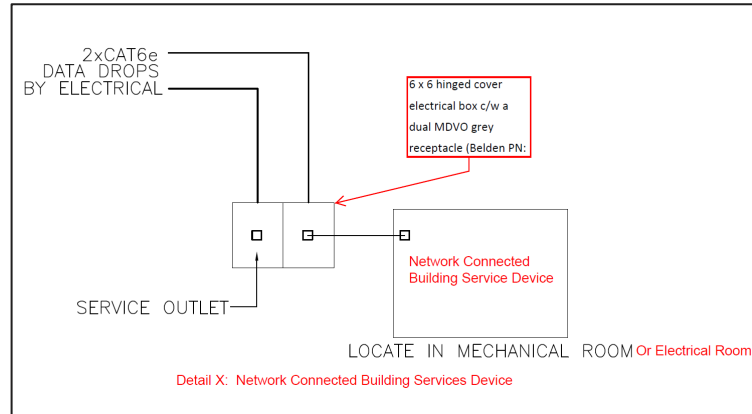 2xCAT6e
DATA DROPS
BY ELECTRICAL
6 x 6 hinged cover
electrical box c/w a
dual MDVO grey
receptacle (Belden PN:
Network Connected
Building Service Device
SERVICE OUTLET
LOCATE IN MECHANICAL ROOM Or Electrical Room
Detail X: Network Connected Building Services Device